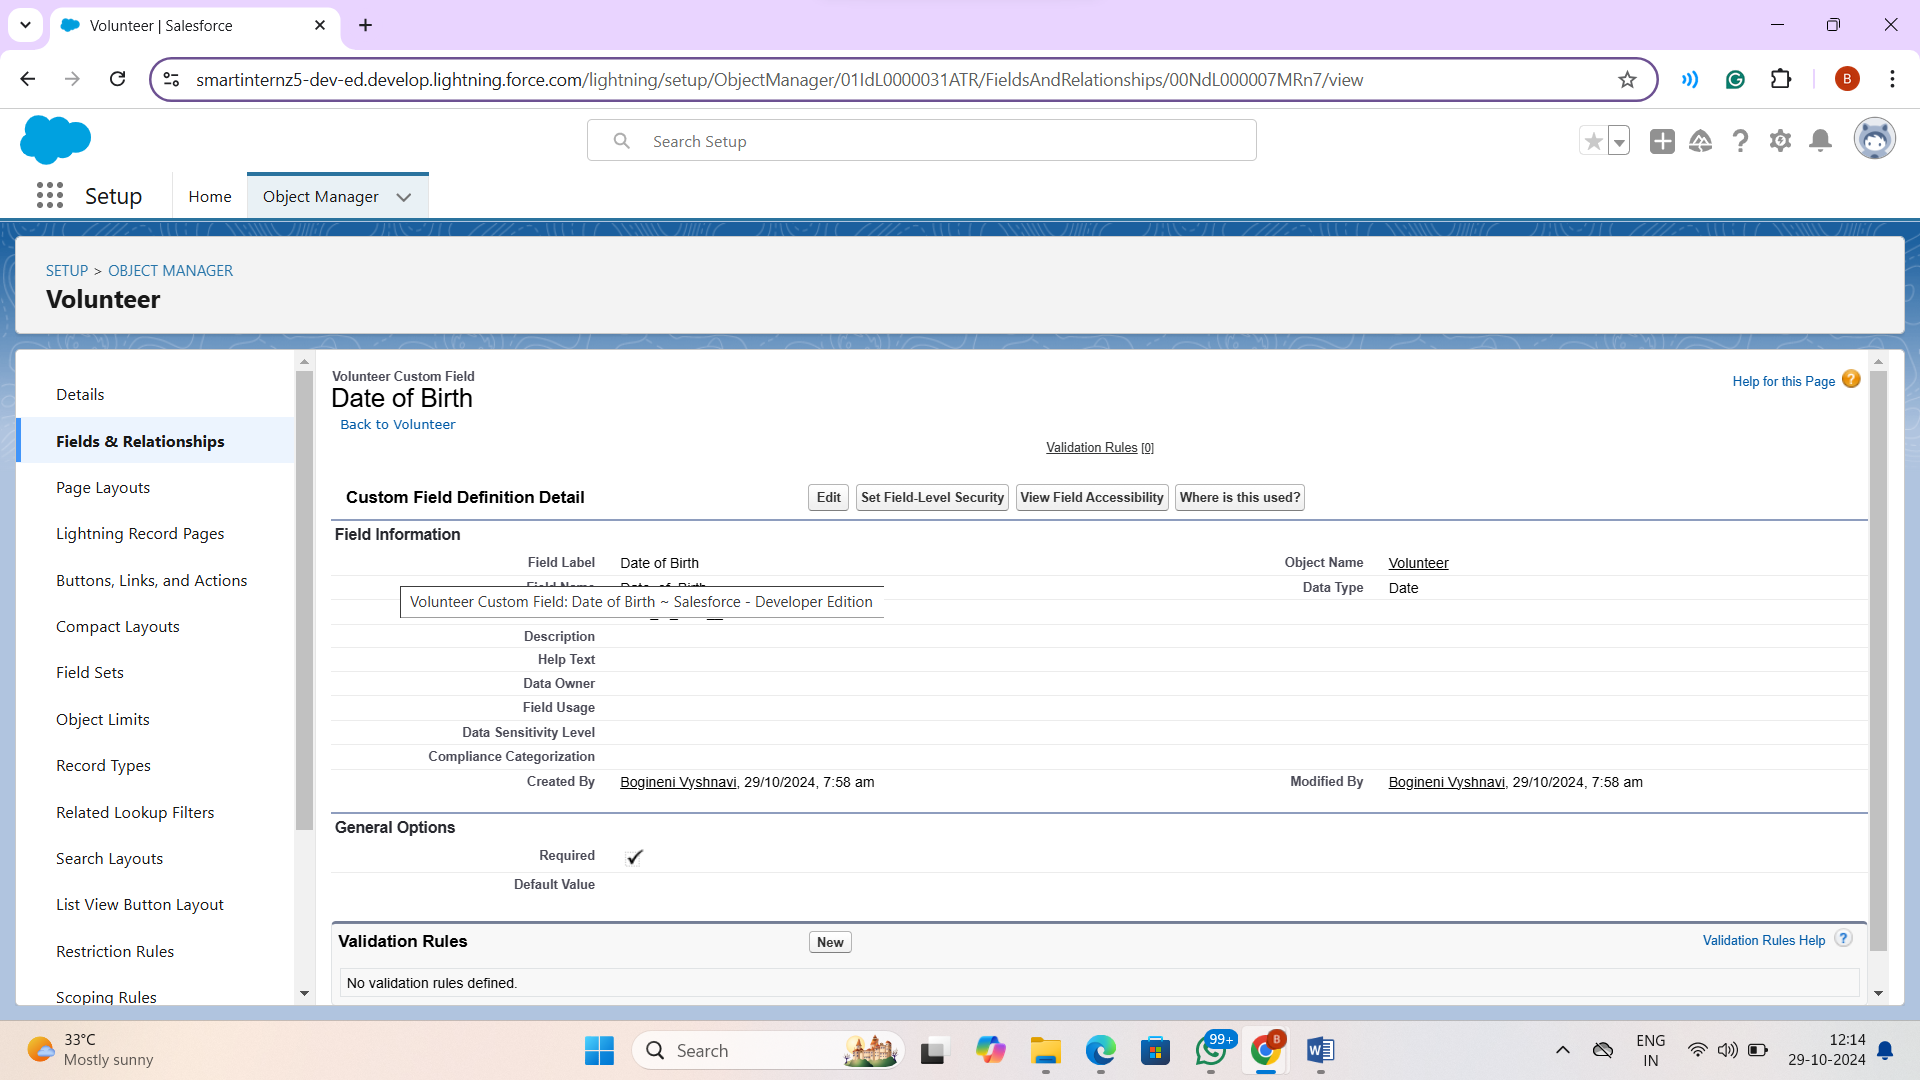 Volunteer | Salesforce
smartinternz5-dev-ed.develop.lightning.force.com/lightning/setup/ObjectManager/01IdL0000031ATR/FieldsAndRelationships/00NdL000007MRn7/view
B
Search Setup
Setup
Home
Object Manager
SETUP > OBJECT MANAGER
Volunteer
Details
Fields & Relationships
Page Layouts
Lightning Record Pages
Buttons, Links, and Actions
Compact Layouts
Field Sets
Object Limits
Record Types
Related Lookup Filters
Search Layouts
List View Button Layout
Restriction Rules
Scoping Rules
Volunteer Custom Field
Date of Birth
Help for this Page ?
Back to Volunteer
Validation Rules [0]
Custom Field Definition Detail Edit Set Field-Level Security View Field Accessibility Where is this used?
Field Information
Field Label Date of Birth Object Name Volunteer
Data Type Date
Volunteer Custom Field: Date of Birth ~ Salesforce - Developer Edition
Description
Help Text
Data Owner
Field Usage
Data Sensitivity Level
Compliance Categorization
Created By Bogineni Vyshnavi, 29/10/2024, 7:58 am Modified By Bogineni Vyshnavi, 29/10/2024, 7:58 am
General Options
Required
Default Value
Validation Rules New Validation Rules Help ?
No validation rules defined.
33°C
Mostly sunny
Search
99+
B
W
ENG
IN
12:14
29-10-2024